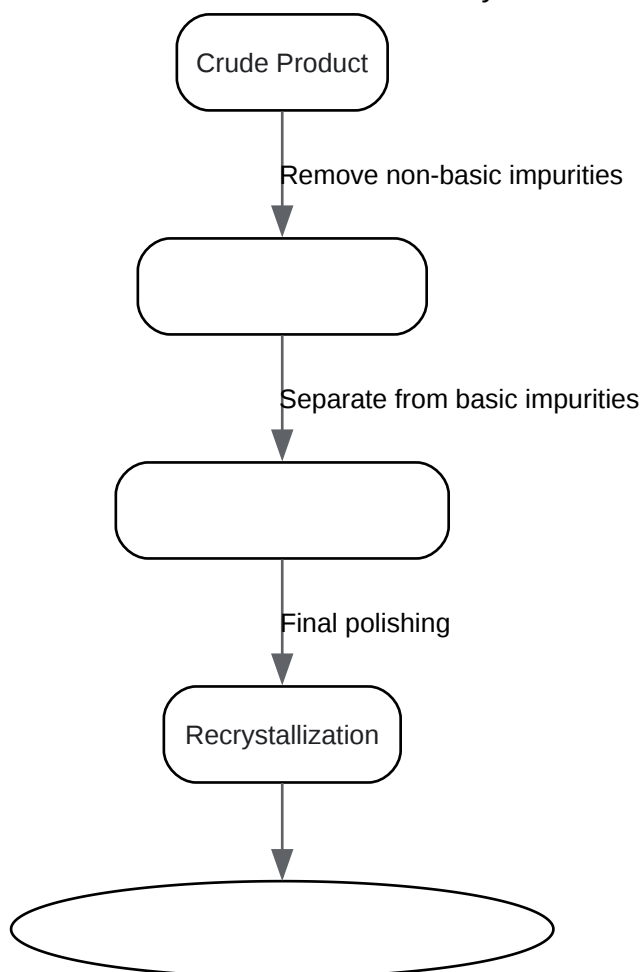 Crude Product
Remove non-basic impurities
Separate from basic impurities
Final polishing
Recrystallization